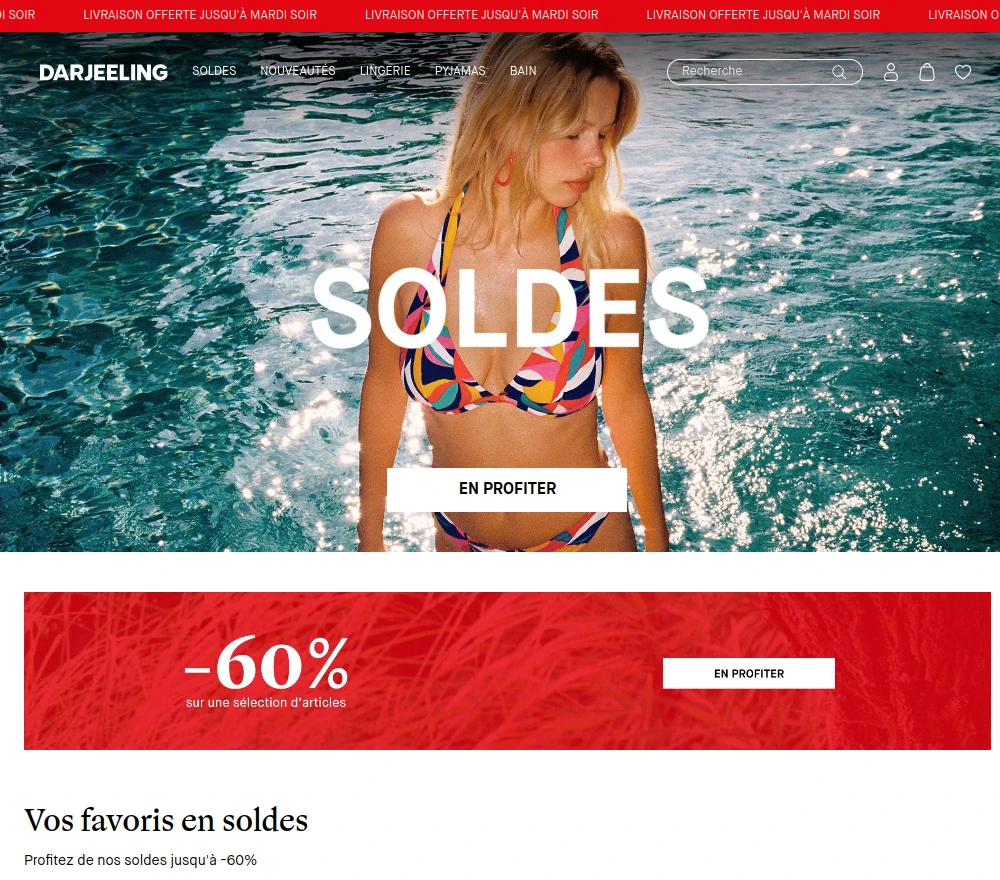 LIVRAISON OFFERTE JUSQU'À MARDI SOIR LIVRAISON OFFERTE JUSQU'À MARDI SOIR LIVRAISON OFFERTE JUSQU'À MARDI SOIR
DARJEELING SOLDES NOUVEAUTÉS LINGERIE PYJAMAS BAIN Recherche
SOLDES
EN PROFITER
-60%
sur une sélection d'articles
EN PROFITER
Vos favoris en soldes
Profitez de nos soldes jusqu'à -60%